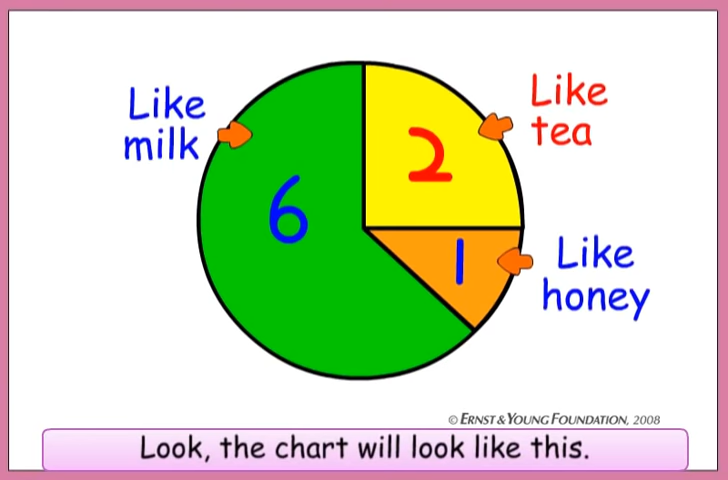 Like
milk
6
2
Like
tea
1
Like
honey
© ERNST & YOUNG FOUNDATION, 2008
Look, the chart will look like this.